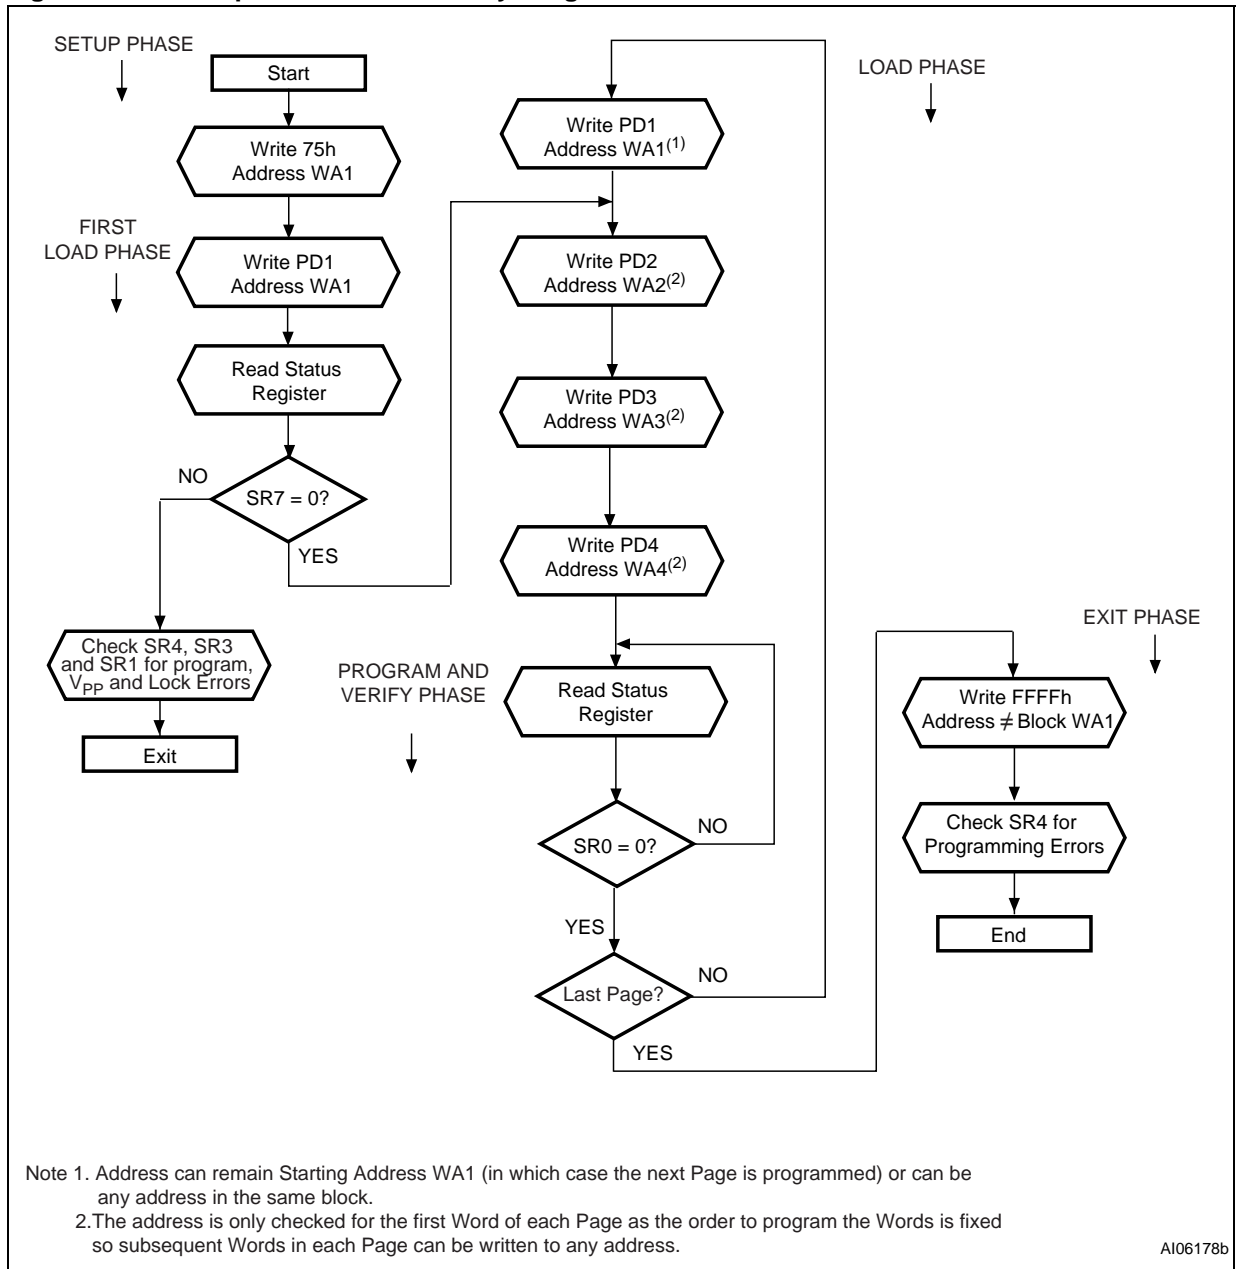 SETUP PHASE
Start
Write 75h
Address WA1
FIRST
LOAD PHASE
Write PD1
Address WA1
Read Status
Register
NO
SR7 = 0?
YES
Check SR4, SR3
and SR1 for program,
VPP and Lock Errors
Exit
LOAD PHASE
Write PD1
Address WA1(1)
Write PD2
Address WA2(2)
Write PD3
Address WA3(2)
Write PD4
Address WA4(2)
PROGRAM AND
VERIFY PHASE
Read Status
Register
NO
SR0 = 0?
YES
NO
Last Page?
YES
EXIT PHASE
Write FFFFh
Address ≠ Block WA1
Check SR4 for
Programming Errors
End
Note 1. Address can remain Starting Address WA1 (in which case the next Page is programmed) or can be
any address in the same block.
2.The address is only checked for the first Word of each Page as the order to program the Words is fixed
so subsequent Words in each Page can be written to any address.
AI06178b